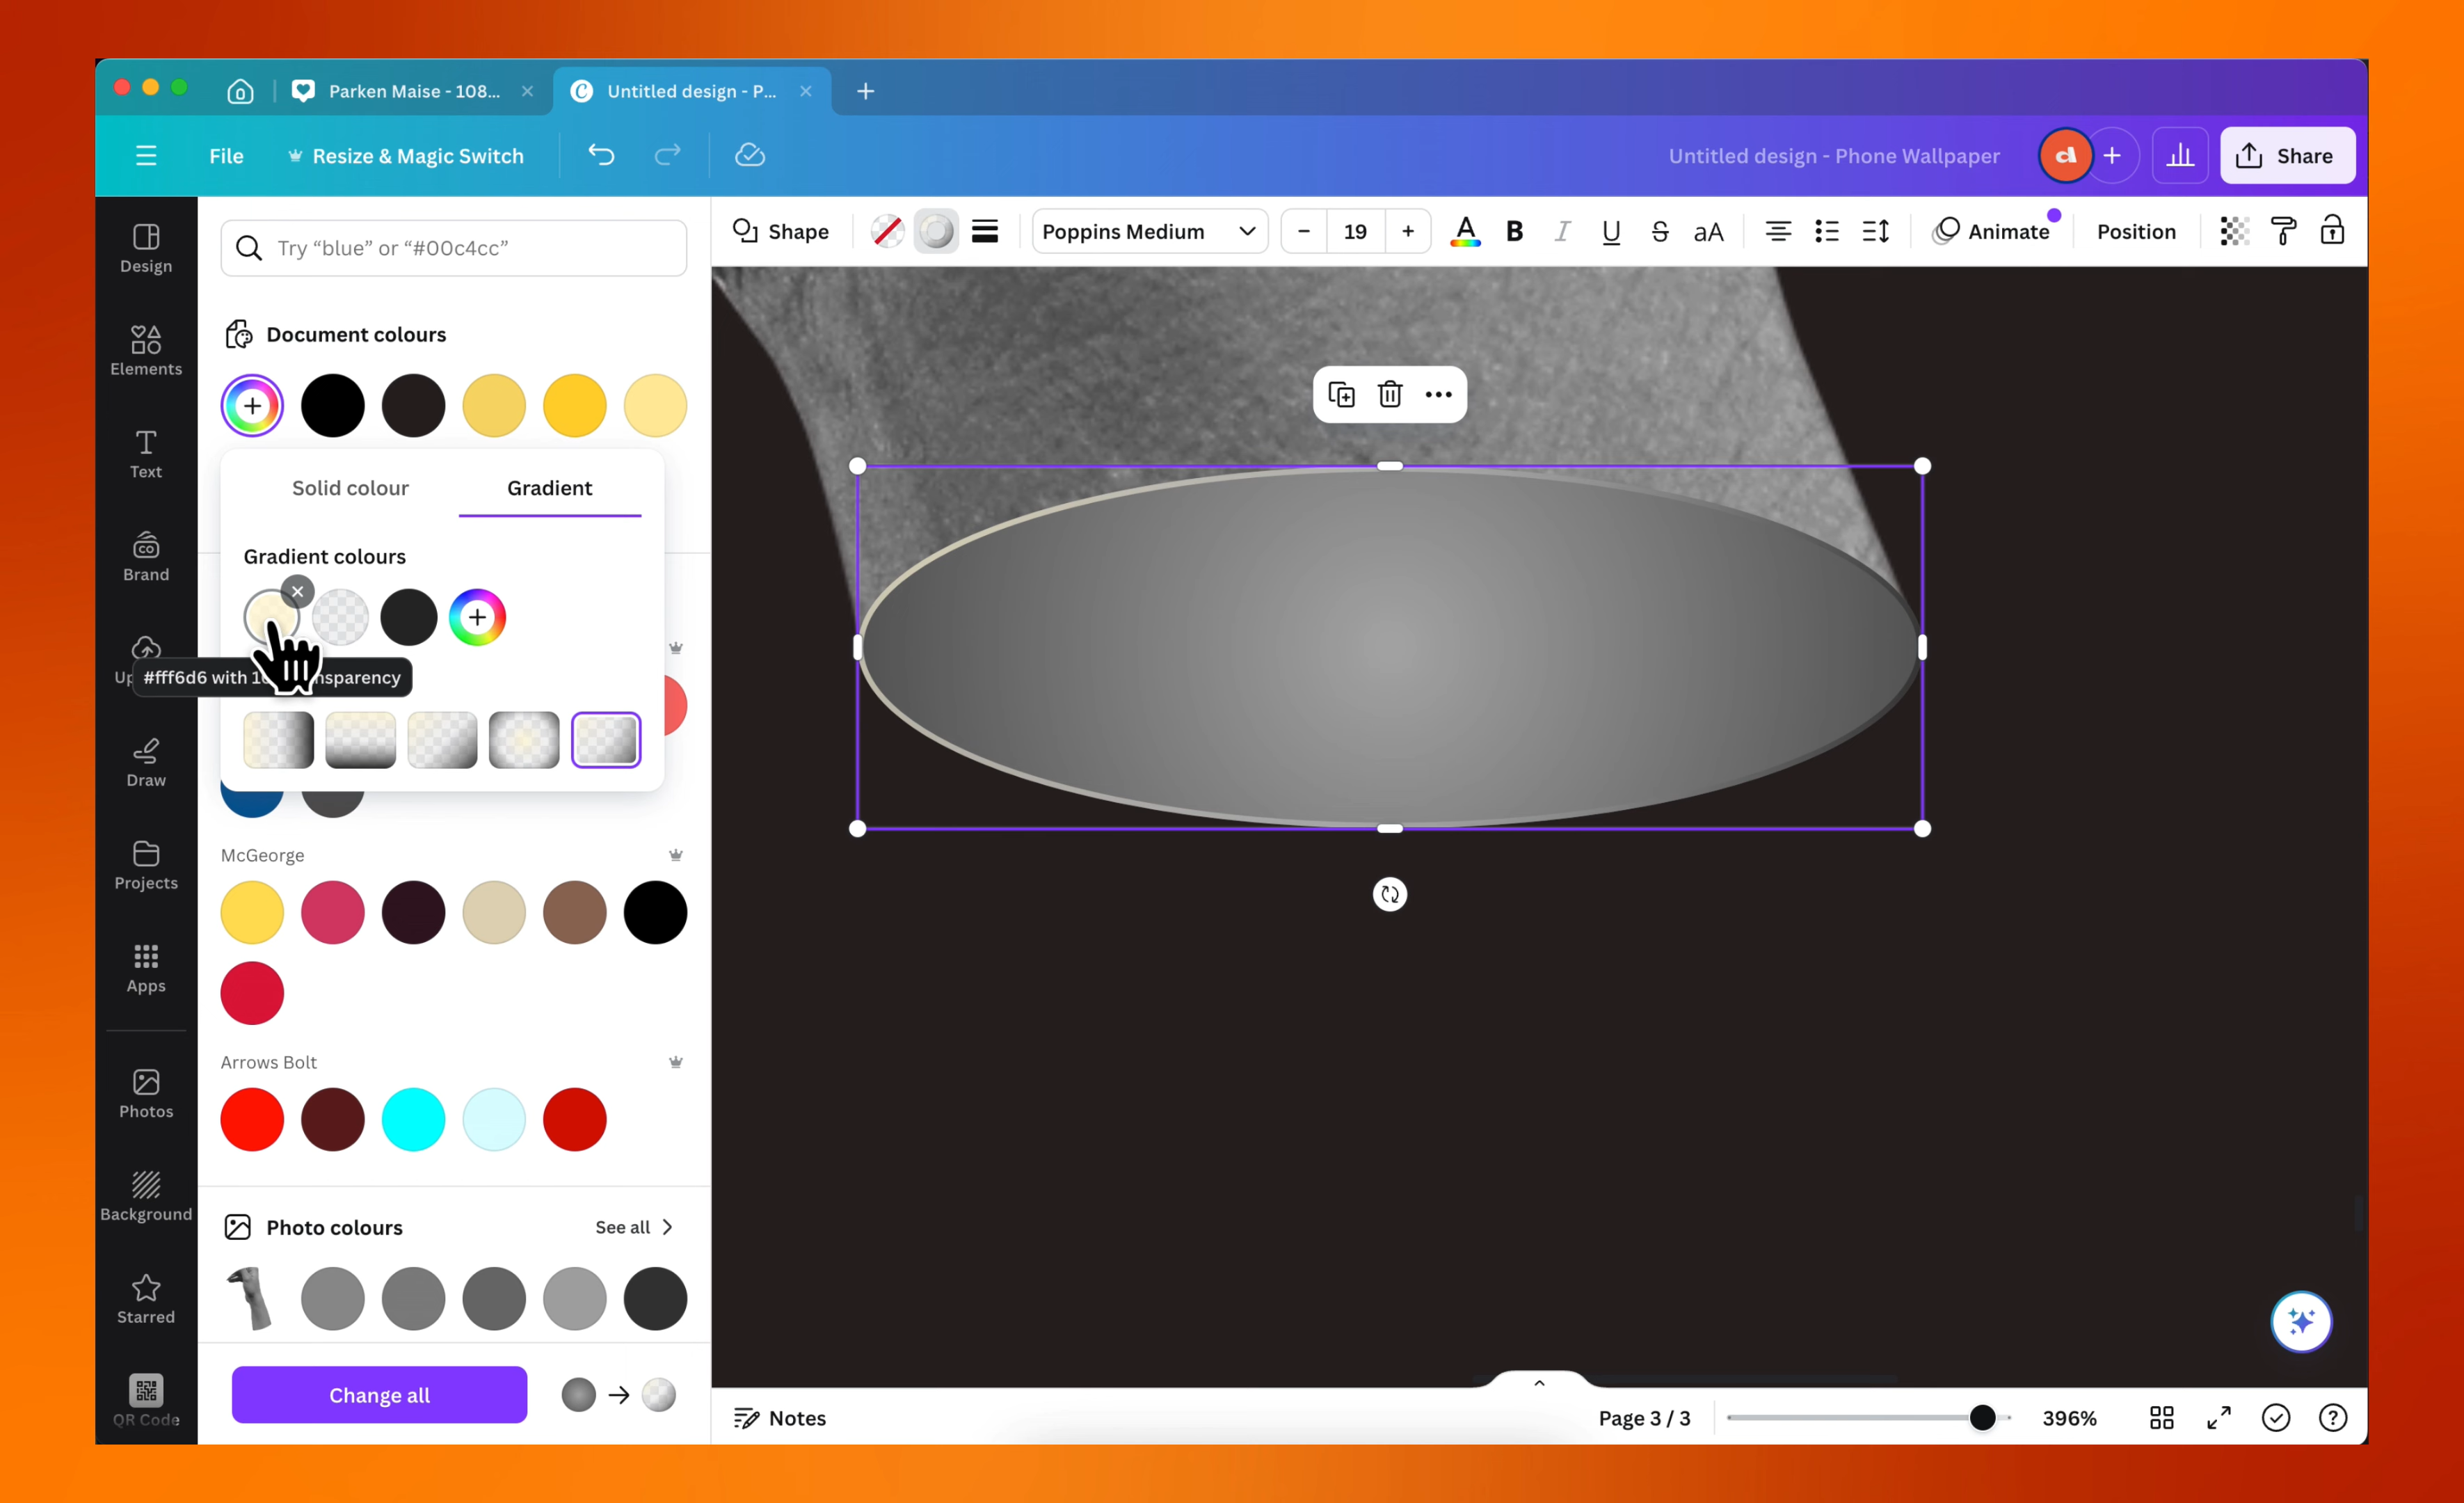 Parken Maise - 108...
Untitled design - P...
File
Resize & Magic Switch
Untitled design - Phone Wallpaper
d
Share
Design
Elements
Text
CO
Brand
Draw
Projects
Apps
Photos
Background
Starred
QR Code
Try “blue” or “#00c4cc”
Document colours
Solid colour
Gradient
Gradient colours
#fff6d6 with
McGeorge
Arrows Bolt
Photo colours
See all
Change all
Shape
Poppins Medium
19
A
B
I
U
S
aA
Animate
Position
Notes
Page 3 / 3
396%